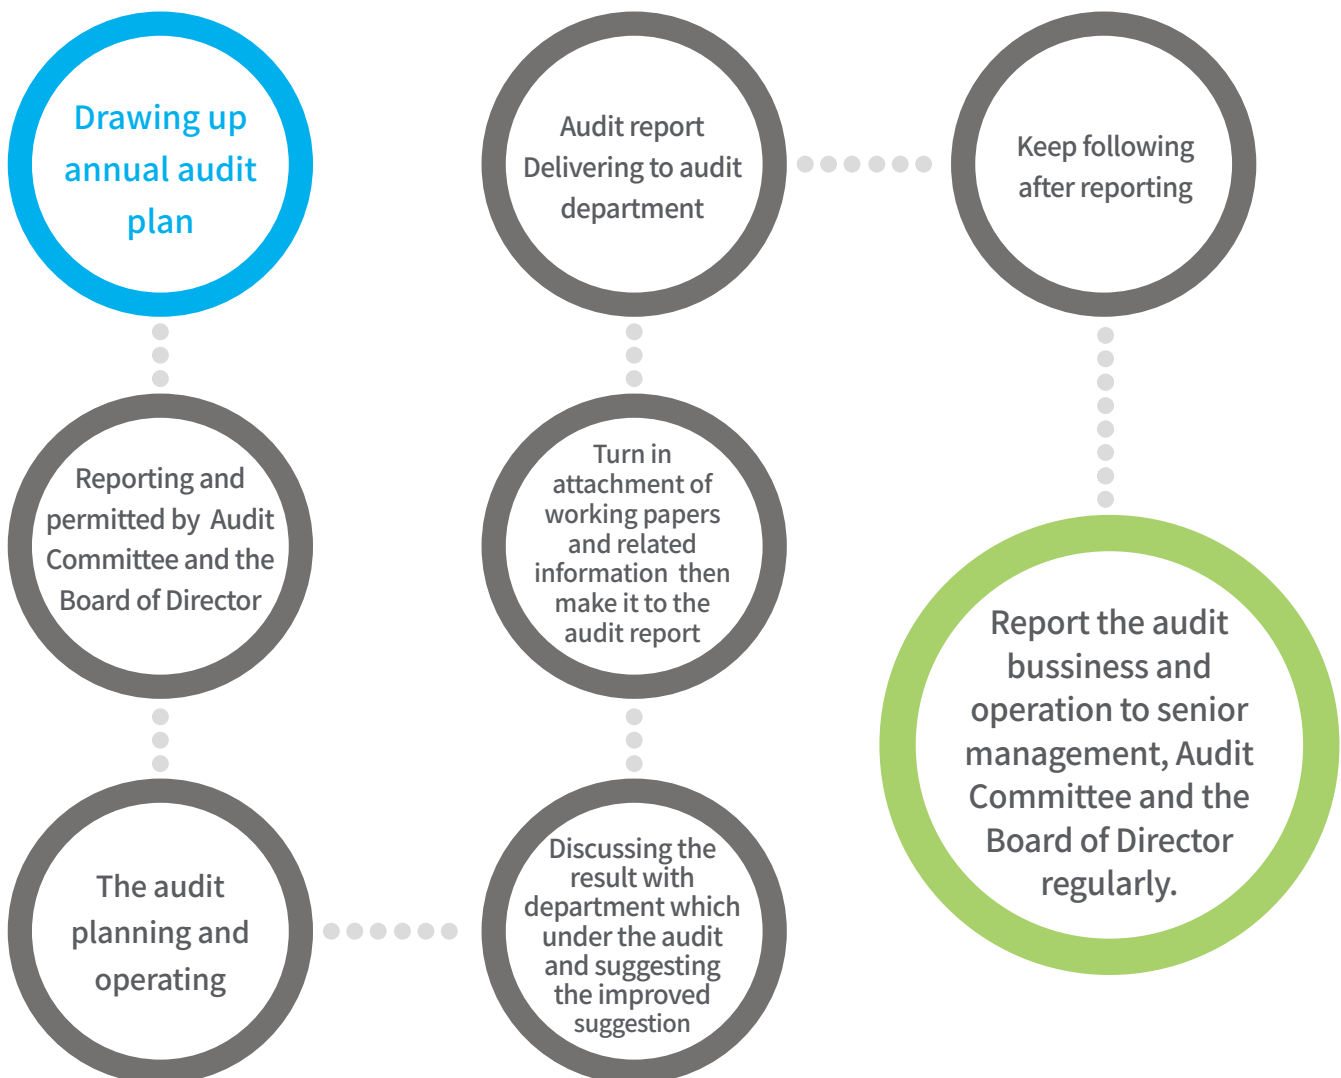 Drawing up
annual audit
plan
Reporting and
permitted by Audit
Committee and the
Board of Director
The audit
planning and
operating
Discussing the
result with
department which
under the audit
and suggesting
the improved
suggestion
Turn in
attachment of
working papers
and related
information then
make it to the
audit report
Audit report
Delivering to audit
department
Keep following
after reporting
Report the audit
bussiness and
operation to senior
management, Audit
Committee and the
Board of Director
regularly.